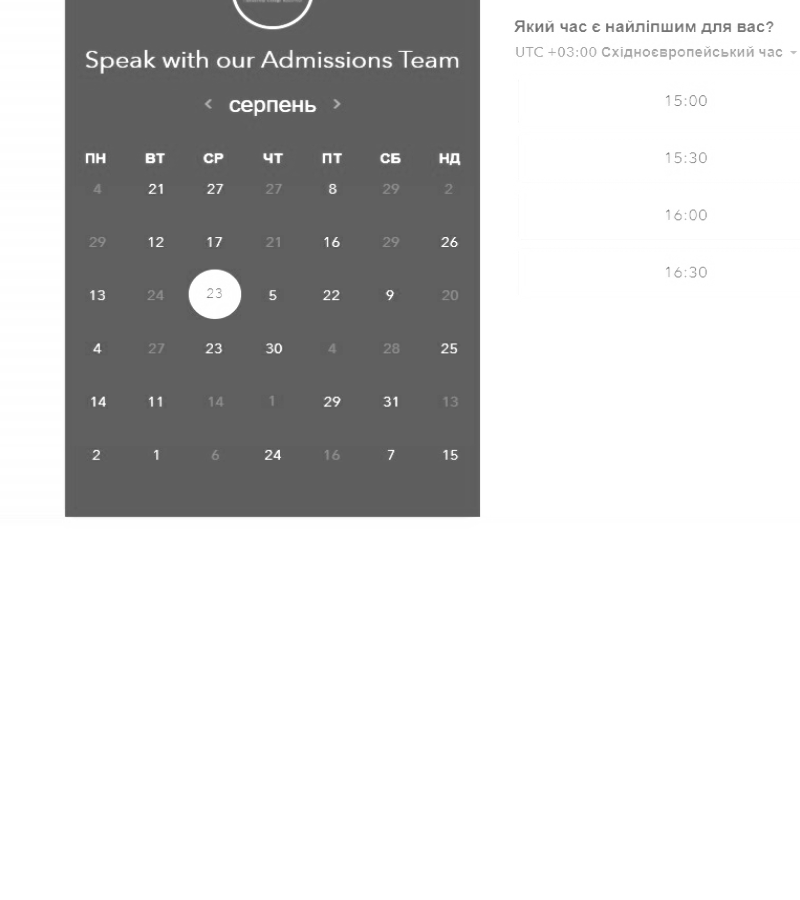 Speak with our Admissions Team
< серпень >
ПН ВТ СР ЧТ ПТ СБ НД
4 21 27 27 8 29 2
29 12 17 21 16 29 26
13 24 23 5 22 9 20
4 27 23 30 4 28 25
14 11 14 1 29 31 13
2 1 6 24 16 7 15
Який час є найліпшим для вас?
UTC +03:00 Східноєвропейський час
15:00
15:30
16:00
16:30